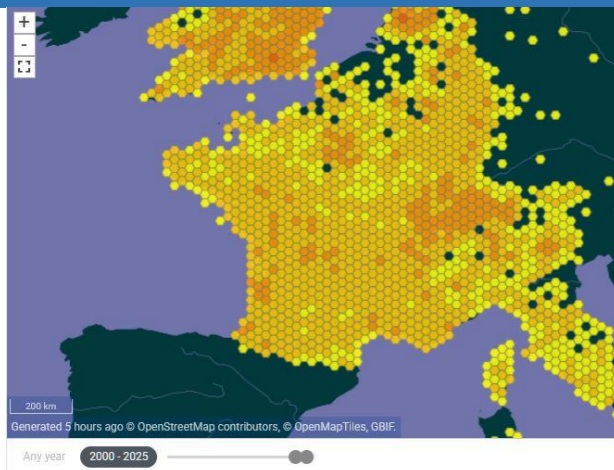 +
-
200 km
Generated 5 hours ago © OpenStreetMap contributors, © OpenMapTiles, GBIF.
Any year 2000 - 2025